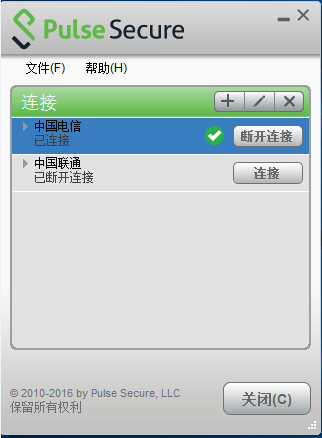 Pulse Secure
文件(F) 帮助(H)
连接
中国电信
已连接
断开连接
中国联通
已断开连接
连接
© 2010-2016 by Pulse Secure, LLC
保留所有权利
关闭(C)